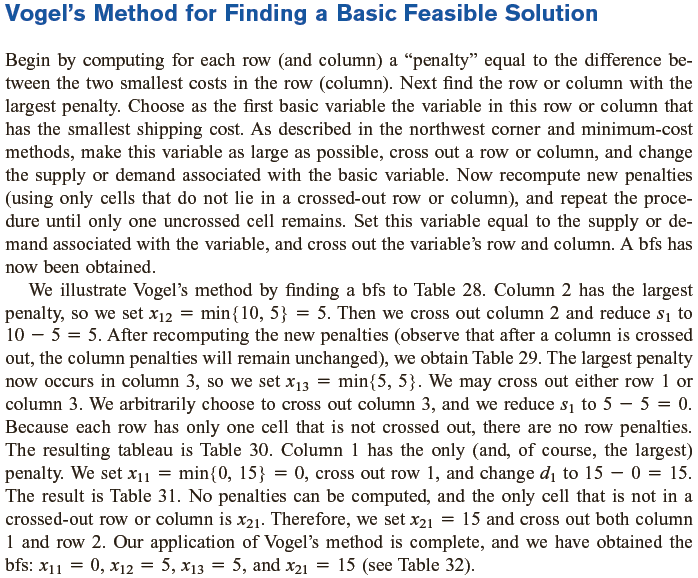 Vogel's Method for Finding a Basic Feasible Solution
Begin by computing for each row (and column) a “penalty” equal to the difference be-
tween the two smallest costs in the row (column). Next find the row or column with the
largest penalty. Choose as the first basic variable the variable in this row or column that
has the smallest shipping cost. As described in the northwest corner and minimum-cost
methods, make this variable as large as possible, cross out a row or column, and change
the supply or demand associated with the basic variable. Now recompute new penalties
(using only cells that do not lie in a crossed-out row or column), and repeat the proce-
dure until only one uncrossed cell remains. Set this variable equal to the supply or de-
mand associated with the variable, and cross out the variable's row and column. A bfs has
now been obtained.
We illustrate Vogel's method by finding a bfs to Table 28. Column 2 has the largest
penalty, so we set x₁₂ = min{10, 5} = 5. Then we cross out column 2 and reduce s₁ to
10 − 5 = 5. After recomputing the new penalties (observe that after a column is crossed
out, the column penalties will remain unchanged), we obtain Table 29. The largest penalty
now occurs in column 3, so we set x₁₃ = min{5, 5}. We may cross out either row 1 or
column 3. We arbitrarily choose to cross out column 3, and we reduce s₁ to 5 − 5 = 0.
Because each row has only one cell that is not crossed out, there are no row penalties.
The resulting tableau is Table 30. Column 1 has the only (and, of course, the largest)
penalty. We set x₁₁ = min{0, 15} = 0, cross out row 1, and change d₁ to 15 − 0 = 15.
The result is Table 31. No penalties can be computed, and the only cell that is not in a
crossed-out row or column is x₂₁. Therefore, we set x₂₁ = 15 and cross out both column
1 and row 2. Our application of Vogel's method is complete, and we have obtained the
bfs: x₁₁ = 0, x₁₂ = 5, x₁₃ = 5, and x₂₁ = 15 (see Table 32).